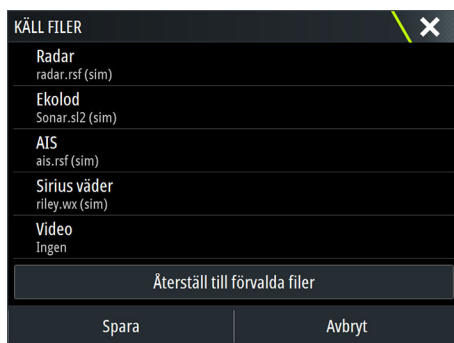 KÄLL FILER
Radar
radar.rsf (sim)
Ekolod
Sonar.sl2 (sim)
AIS
ais.rsf (sim)
Sirius väder
riley.wx (sim)
Video
Ingen
Återställ till förvalda filer
Spara
Avbryt